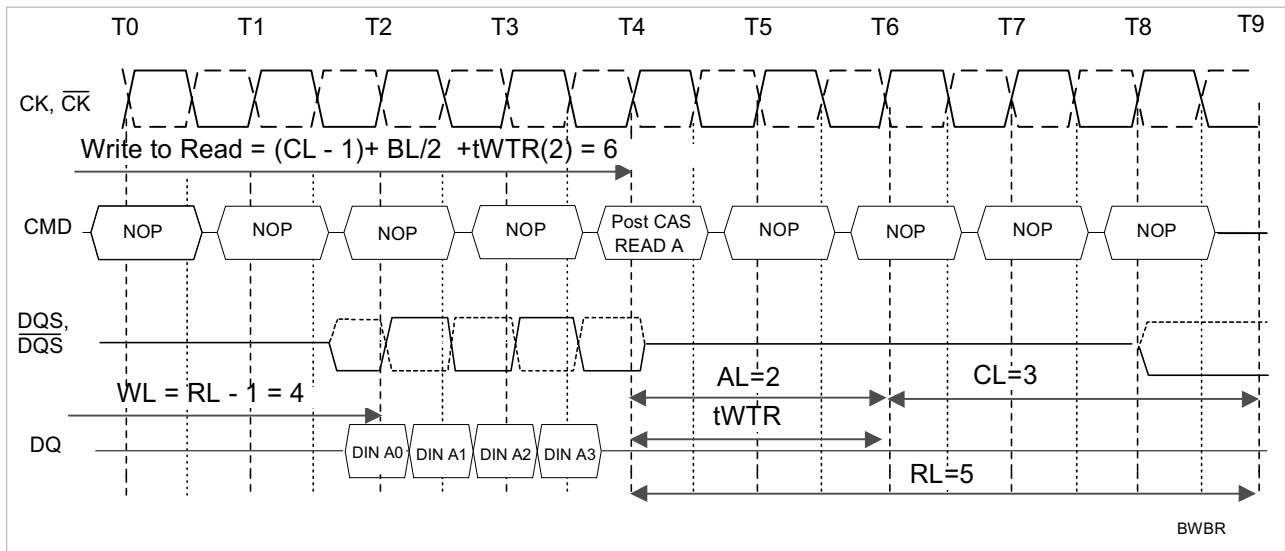 T0 T1 T2 T3 T4 T5 T6 T7 T8 T9
CK, CK
Write to Read = (CL - 1)+ BL/2 +tWTR(2) = 6
CMD NOP NOP NOP NOP Post CAS READ A NOP NOP NOP NOP
DQS,
DQS
WL = RL - 1 = 4 AL=2 CL=3
tWTR
DQ DIN A0 DIN A1 DIN A2 DIN A3
RL=5
BWBR